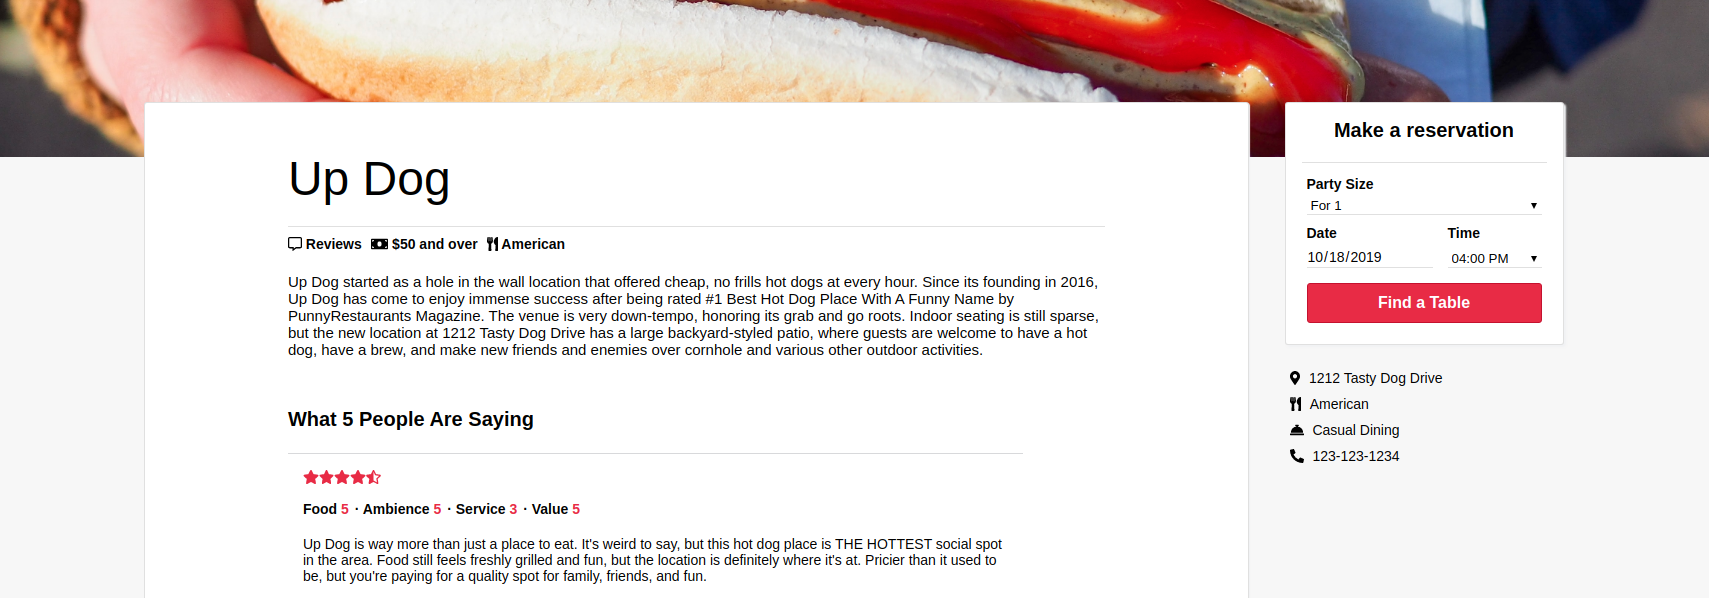 Up Dog
Reviews $50 and over American
Up Dog started as a hole in the wall location that offered cheap, no frills hot dogs at every hour. Since its founding in 2016,
Up Dog has come to enjoy immense success after being rated #1 Best Hot Dog Place With A Funny Name by
PunnyRestaurants Magazine. The venue is very down-tempo, honoring its grab and go roots. Indoor seating is still sparse,
but the new location at 1212 Tasty Dog Drive has a large backyard-styled patio, where guests are welcome to have a hot
dog, have a brew, and make new friends and enemies over cornhole and various other outdoor activities.
What 5 People Are Saying
Food 5 · Ambience 5 · Service 3 · Value 5
Up Dog is way more than just a place to eat. It's weird to say, but this hot dog place is THE HOTTEST social spot
in the area. Food still feels freshly grilled and fun, but the location is definitely where it's at. Pricier than it used to
be, but you're paying for a quality spot for family, friends, and fun.
Make a reservation
Party Size
For 1
Date Time
10/18/2019 04:00 PM
Find a Table
1212 Tasty Dog Drive
American
Casual Dining
123-123-1234